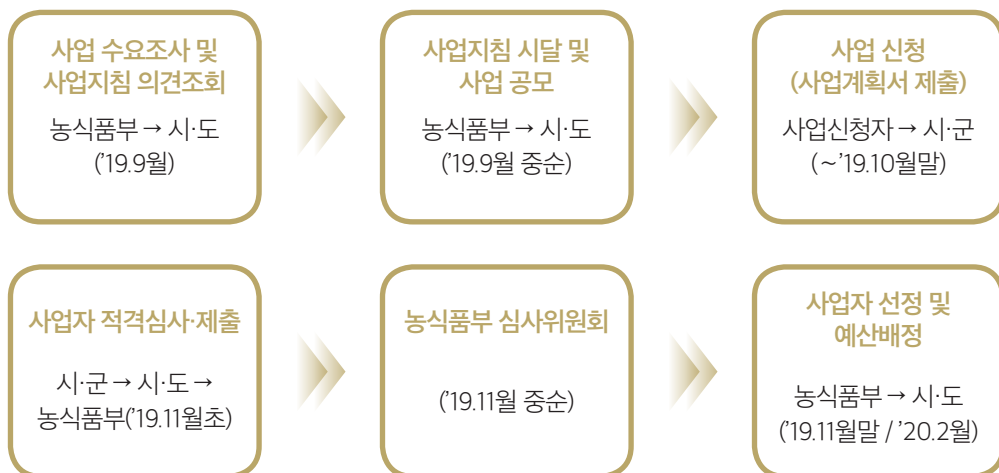 사업 수요조사 및
사업지침 의견조회
농식품부 → 시·도
('19.9월)
사업지침 시달 및
사업 공모
농식품부 → 시·도
('19.9월 중순)
사업 신청
(사업계획서 제출)
사업신청자 → 시·군
(~'19.10월말)
사업자 적격심사·제출
시·군 → 시·도 →
농식품부('19.11월초)
농식품부 심사위원회
('19.11월 중순)
사업자 선정 및
예산배정
농식품부 → 시·도
('19.11월말 / '20.2월)